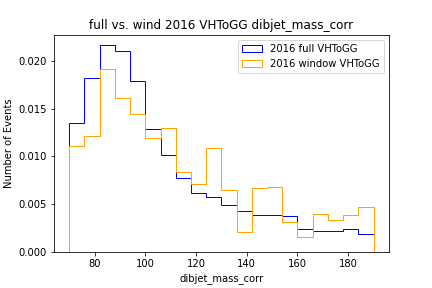 full vs. wind 2016 VHToGG dibjet_mass_corr
2016 full VHToGG
2016 window VHToGG
Number of Events
0.020
0.015
0.010
0.005
0.000
80 100 120 140 160 180
dibjet_mass_corr